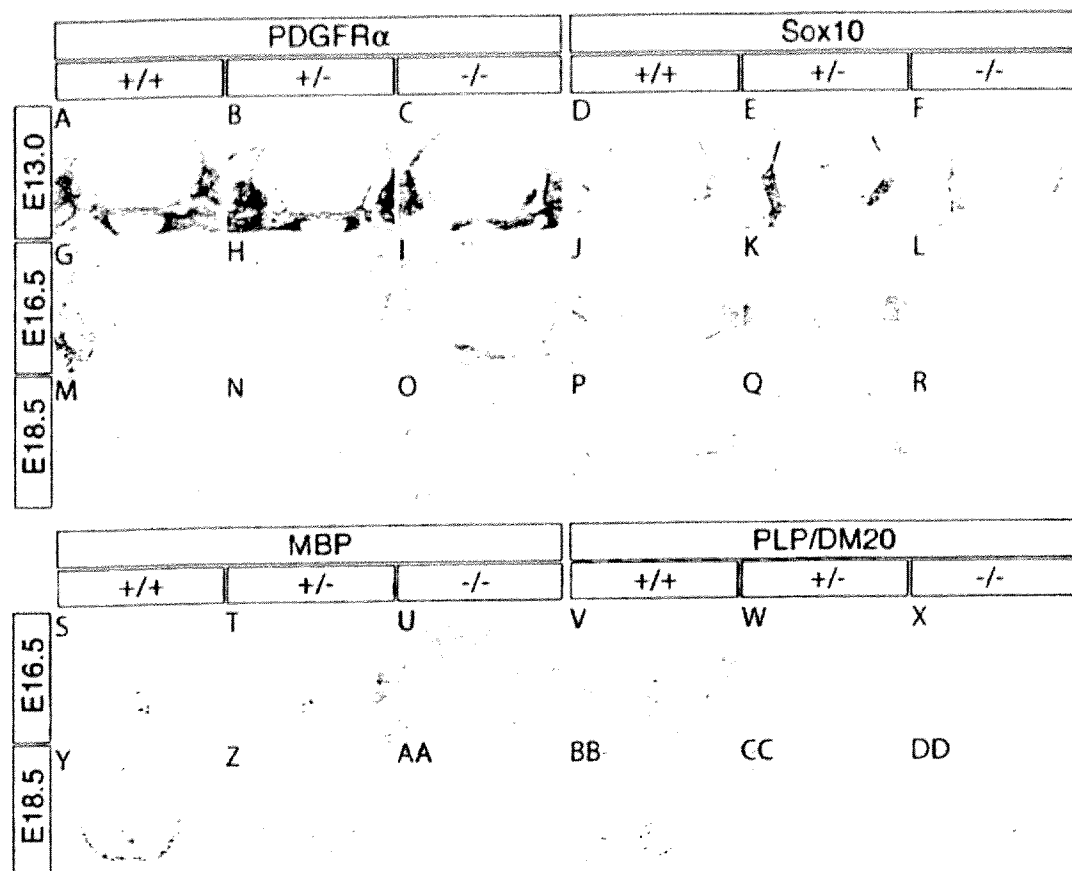 PDGFRα Sox10
+/+ +/- -/- +/+ +/- -/-
E13.0
A B C D E F
E16.5
G H I J K L
E18.5
M N O P Q R
MBP PLP/DM20
+/+ +/- -/- +/+ +/- -/-
E16.5
S T U V W X
E18.5
Y Z AA BB CC DD